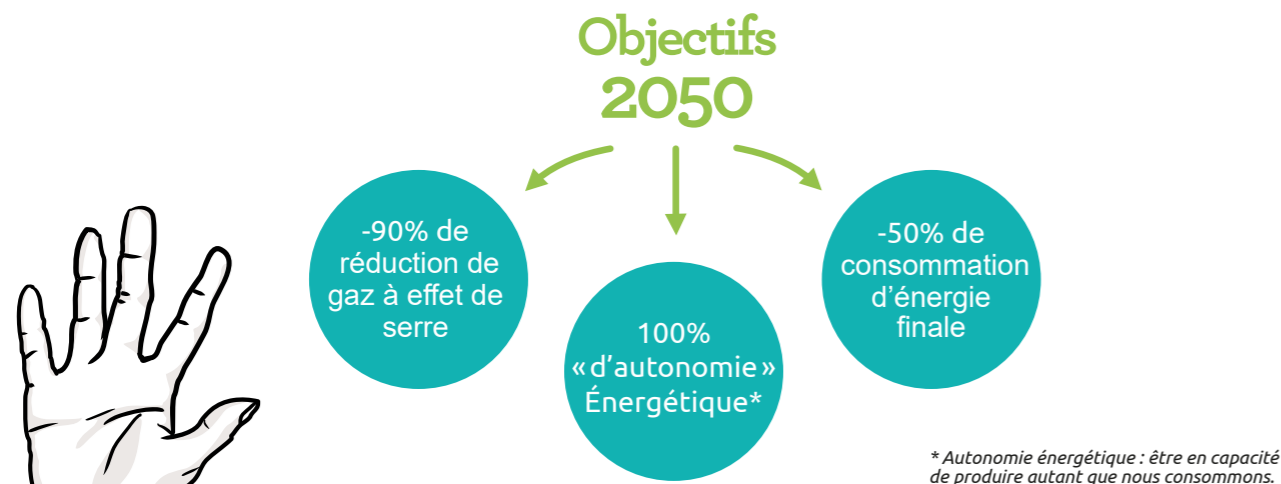 Objectifs
2050
-90% de
réduction de
gaz à effet de
serre
100%
«d’autonomie»
Énergétique*
-50% de
consommation
d’énergie
finale
* Autonomie énergétique : être en capacité
de produire autant que nous consommons.